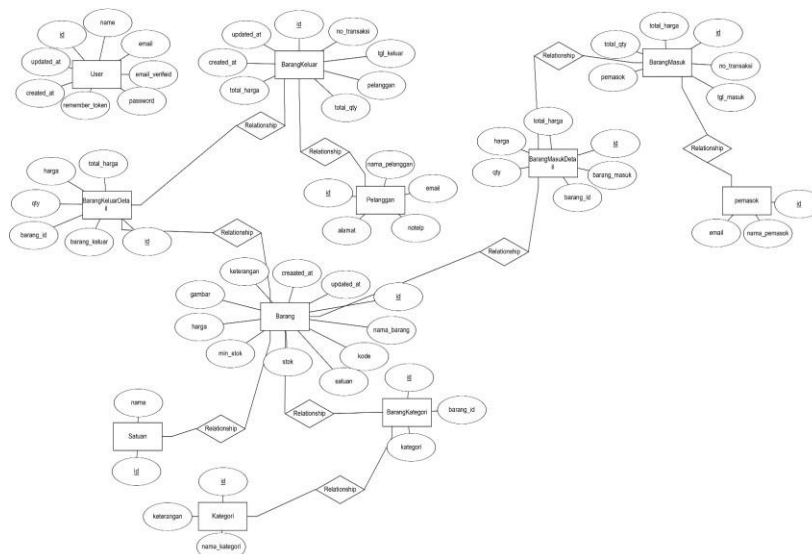 name
id
email
updated_at
User
email_verified
created_at
remember_token
password
id
updated_at
no_transaksi
created_at
BarangKeluar
tgl_keluar
total_harga
pelanggan
total_qty
total_harga
id
total_qty
BarangMasuk
pemasok
no_transaksi
tgl_masuk
Relationship
Relationship
Relationship
Relationship
total_harga
harga
id
BarangMasukDetail
qty
barang_masuk
barang_id
nama_pelanggan
id
email
Pelanggan
alamat
notelp
pemasok
id
email
nama_pemasok
total_harga
harga
BarangKeluarDetail
qty
barang_id
barang_keluar
id
Relationship
Relationship
keterangan
creaated_at
updated_at
gambar
id
Barang
harga
nama_barang
min_stok
kode
stok
satuan
nama
Satuan
id
Relationship
Relationship
id
BarangKategori
barang_id
kategori
Relationship
id
keterangan
Kategori
nama_kategori